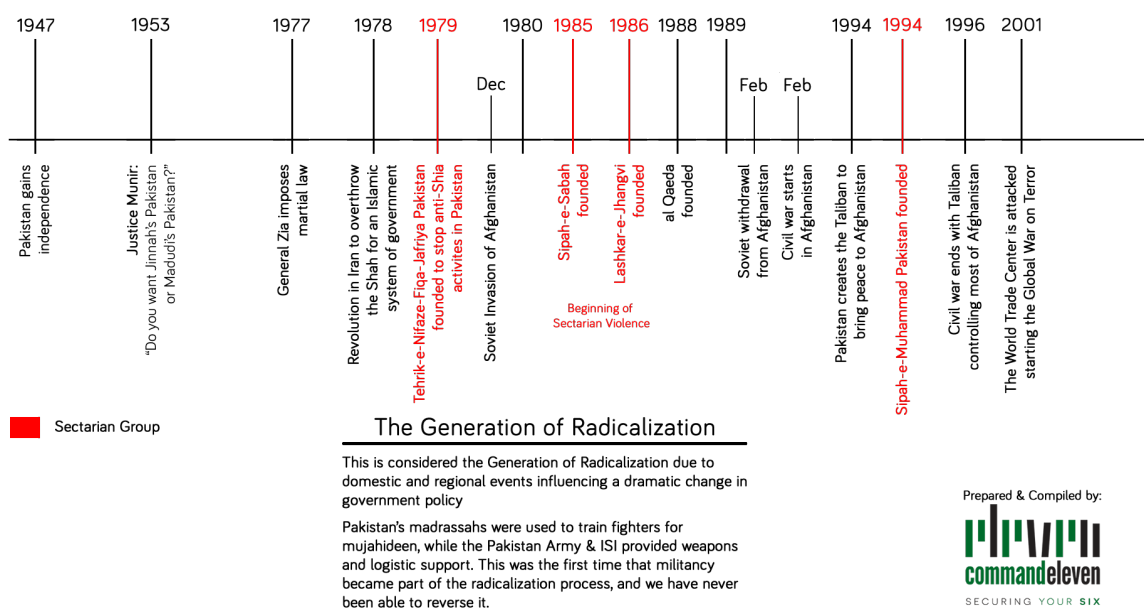 1947
1953
1977
1978
1979
1980
1985
1986
1988
1989
1994
1994
1996
2001
Dec
Feb
Feb
Pakistan gains
independence
Justice Munir:
"Do you want Jinnah's Pakistan
or Madudi's Pakistan?"
General Zia imposes
martial law
Revolution in Iran to overthrow
the Shah for an Islamic
system of government
Tehrik-e-Nifaze-Fiqa-Jafriya Pakistan
founded to stop anti-Shia
activites in Pakistan
Soviet Invasion of Afghanistan
Sipah-e-Sabah
founded
Lashkar-e-Jhangvi
founded
Beginning of
Sectarian Violence
al Qaeda
founded
Soviet withdrawal
from Afghanistan
Civil war starts
in Afghanistan
Pakistan creates the Taliban to
bring peace to Afghanistan
Sipah-e-Muhammad Pakistan founded
Civil war ends with Taliban
controlling most of Afghanistan
The World Trade Center is attacked
starting the Global War on Terror
Sectarian Group
The Generation of Radicalization
This is considered the Generation of Radicalization due to
domestic and regional events influencing a dramatic change in
government policy
Pakistan's madrassahs were used to train fighters for
mujahideen, while the Pakistan Army & ISI provided weapons
and logistic support. This was the first time that militancy
became part of the radicalization process, and we have never
been able to reverse it.
Prepared & Compiled by:
commandeleven
SECURING YOUR SIX